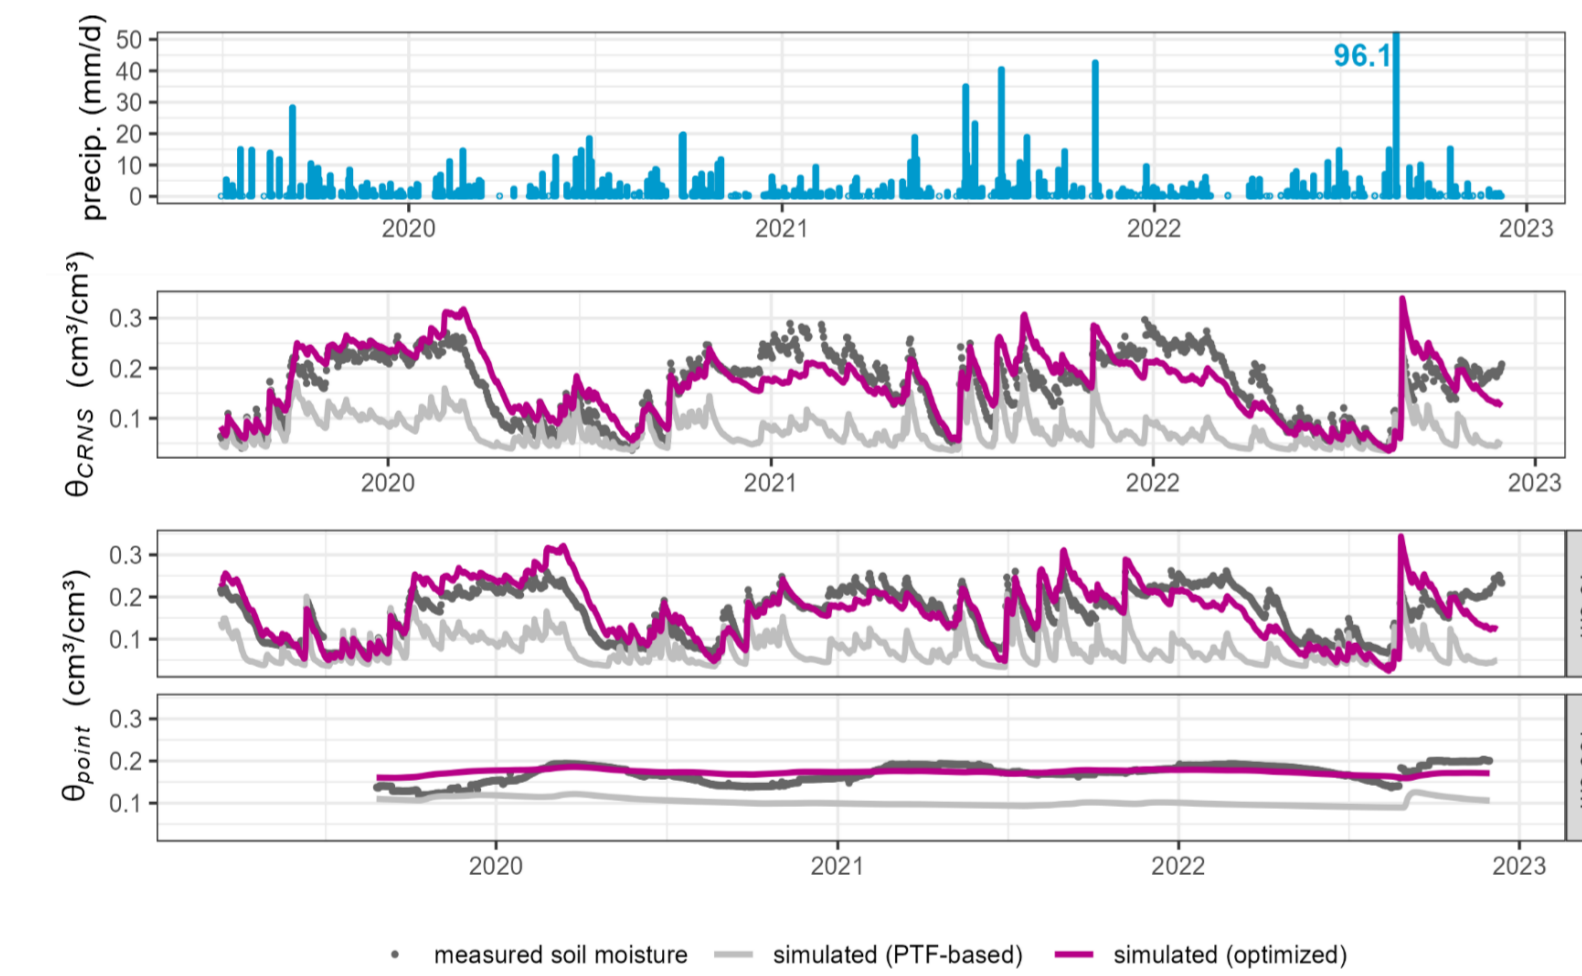 precip. (mm/d)
50
40
30
20
10
0
96.1
2020 2021 2022 2023
θCRNS (cm³/cm³)
0.3
0.2
0.1
2020 2021 2022 2023
θpoint (cm³/cm³)
0.3
0.2
0.1
0.3
0.2
0.1
2020 2021 2022 2023
measured soil moisture simulated (PTF-based) simulated (optimized)